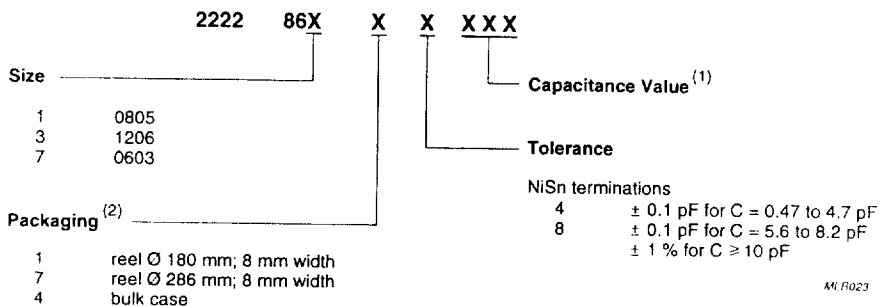 2222 86X X X XXX
Size
1 0805
3 1206
7 0603
Packaging (2)
1 reel Ø 180 mm; 8 mm width
7 reel Ø 286 mm; 8 mm width
4 bulk case
Capacitance Value (1)
Tolerance
NiSn terminations
4 ± 0.1 pF for C = 0.47 to 4.7 pF
8 ± 0.1 pF for C = 5.6 to 8.2 pF
± 1 % for C ≥ 10 pF
MLB023